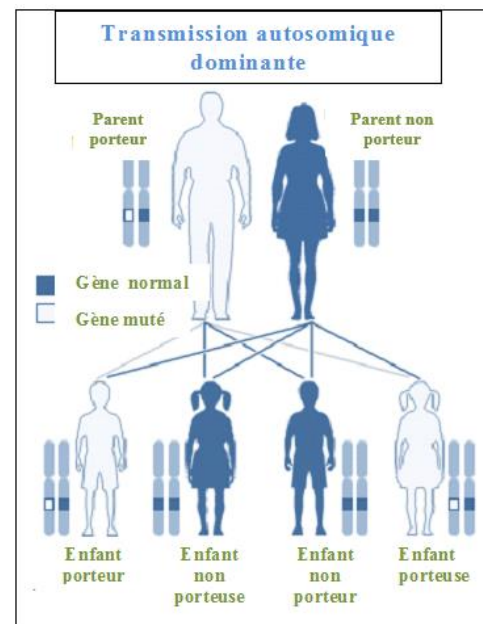 Transmission autosomique
dominante
Parent
porteur
Parent non
porteur
Gène normal
Gène muté
Enfant
porteur
Enfant
non
porteuse
Enfant
non
porteur
Enfant
porteuse